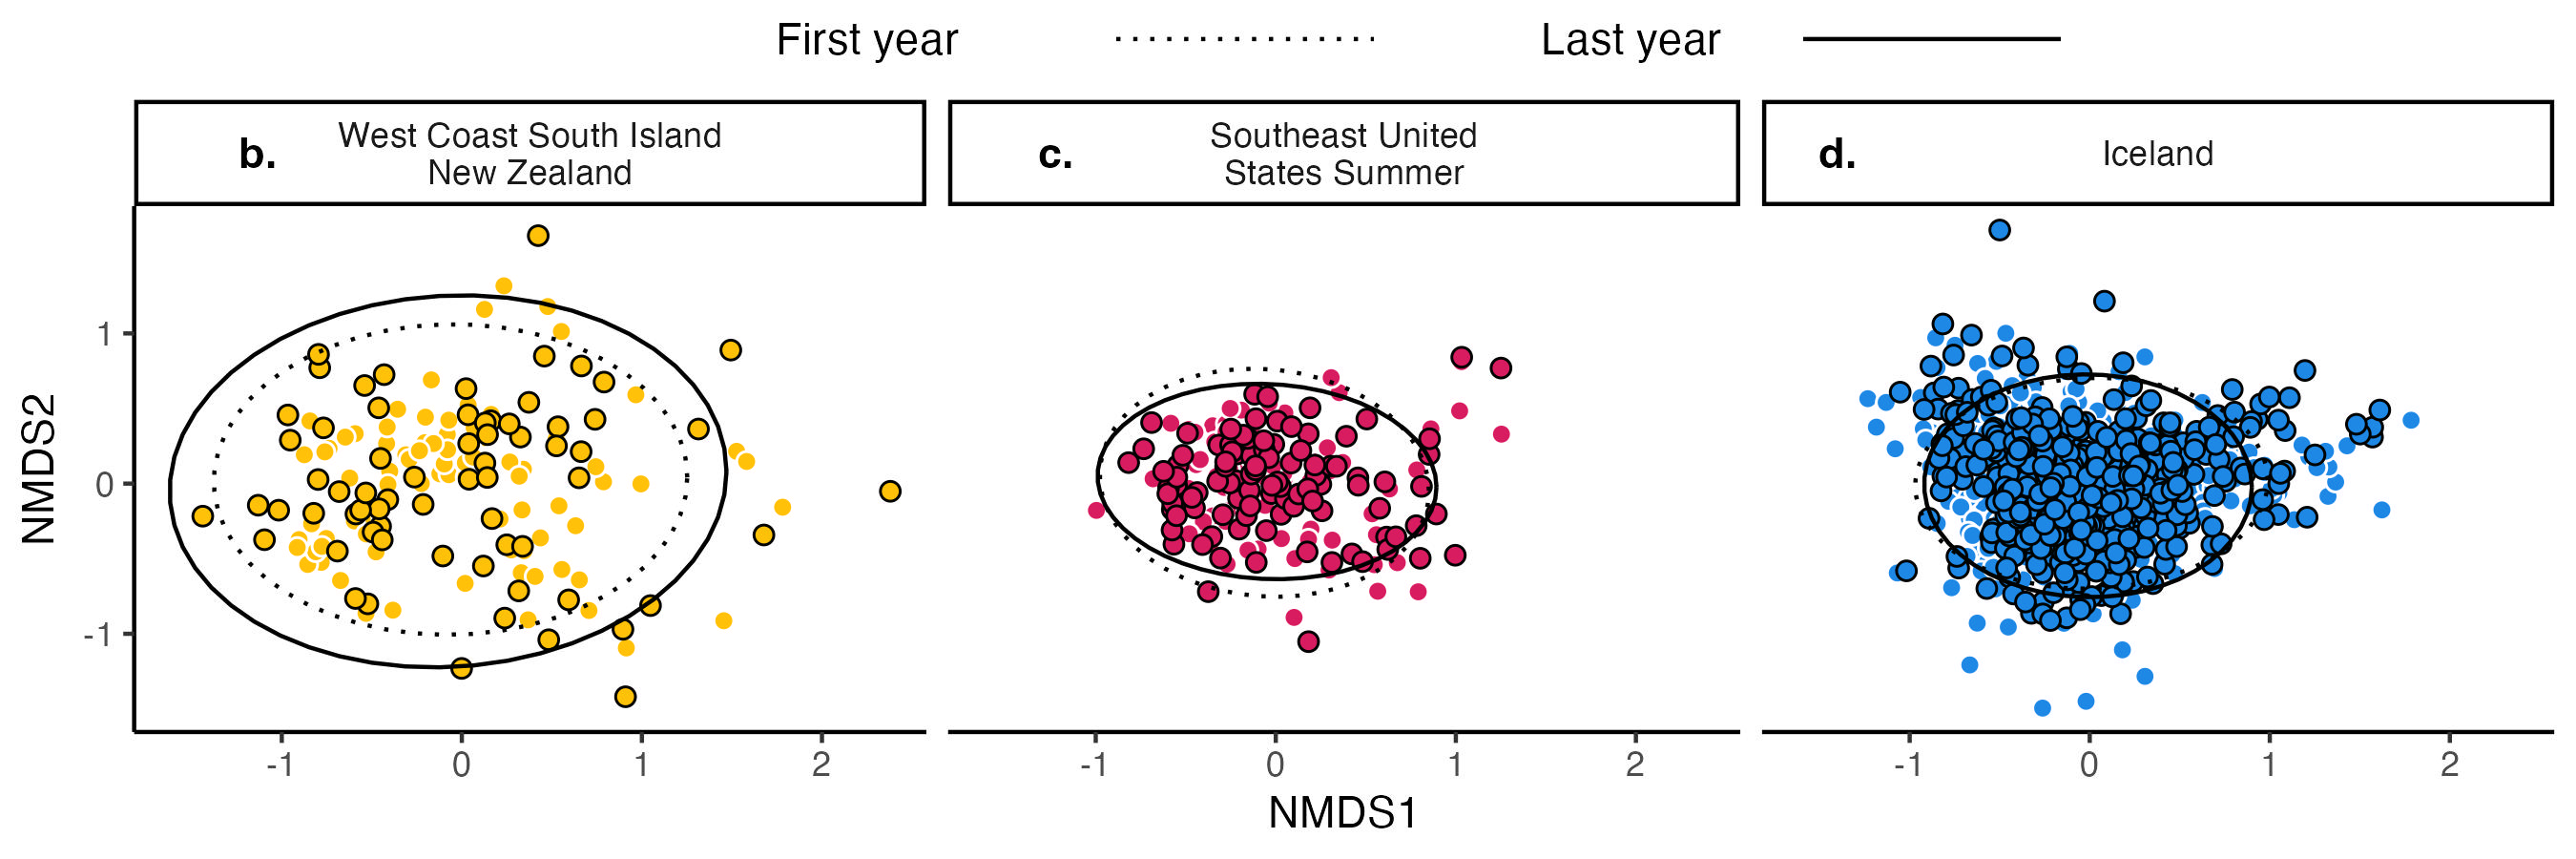 First year Last year
b. West Coast South Island
New Zealand
c. Southeast United
States Summer
d. Iceland
NMDS2
1
0
-1
-1 0 1 2
-1 0 1 2
-1 0 1 2
NMDS1